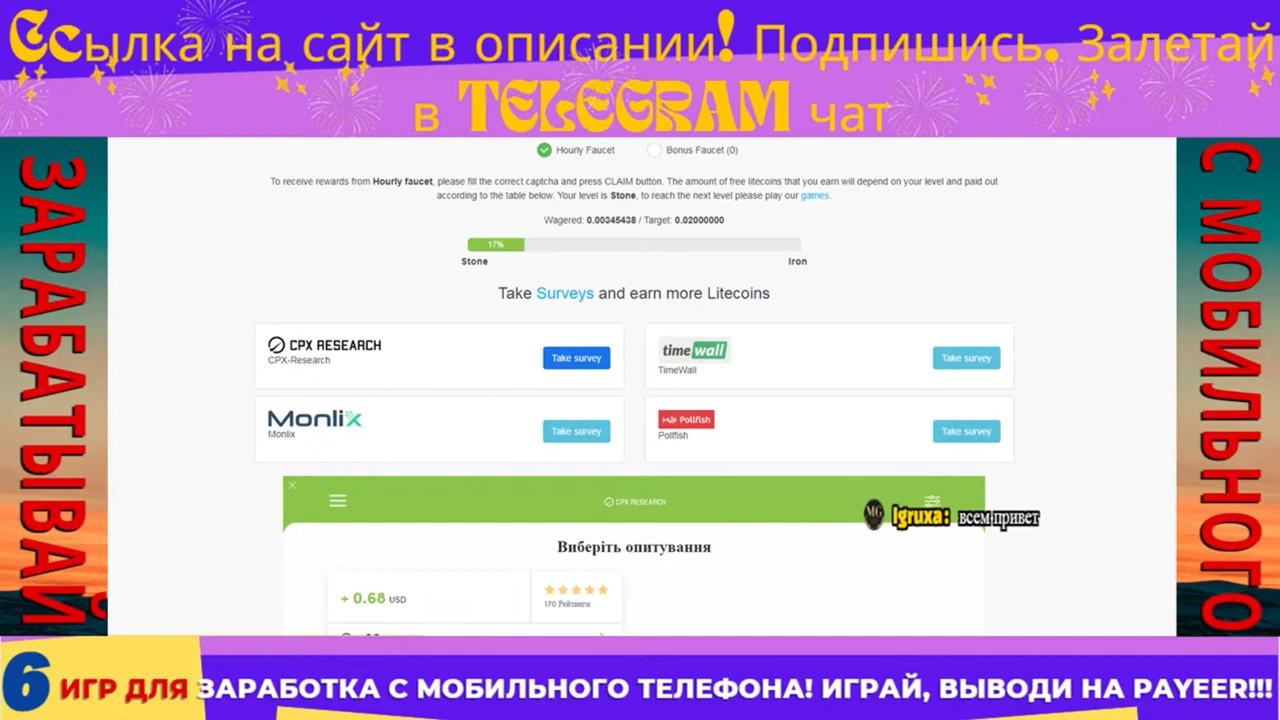 Ссылка на сайт в описании! Подпишись. Залетай
в TELEGRAM чат
ЗАРАБАТЫВАЙ
С МОБИЛЬНОГО
Hourly Faucet
Bonus Faucet (0)
To receive rewards from Hourly faucet, please fill the correct captcha and press CLAIM button. The amount of free litecoins that you earn will depend on your level and paid out
according to the table below. Your level is Stone, to reach the next level please play our games.
Wagered: 0.00345438 / Target: 0.02000000
17%
Stone
Iron
Take Surveys and earn more Litecoins
CPX RESEARCH
CPX-Research
Take survey
timewall
TimeWall
Take survey
Monlix
Monlix
Take survey
Pollfish
Pollfish
Take survey
CPX RESEARCH
MG
Igruxa: всем привет
Виберіть опитування
+ 0.68 USD
170 Рейтинги
6 ИГР ДЛЯ ЗАРАБОТКА С МОБИЛЬНОГО ТЕЛЕФОНА! ИГРАЙ, ВЫВОДИ НА PAYEER!!!